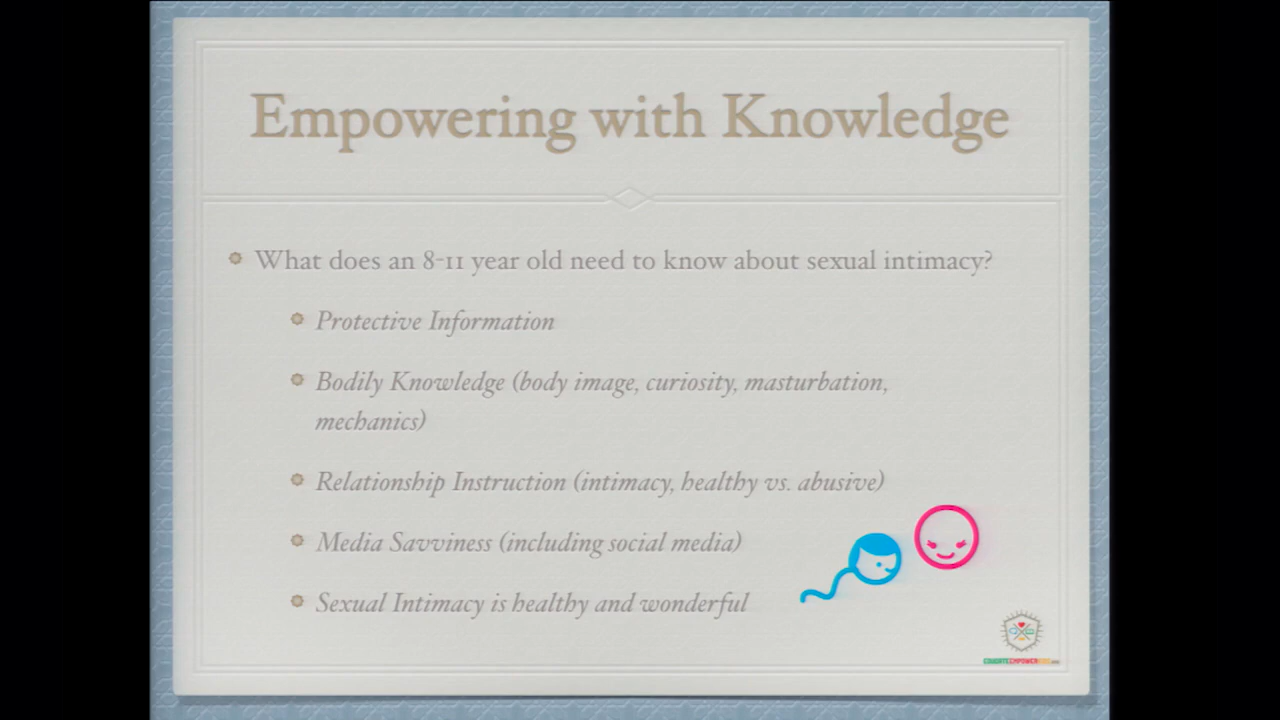 Empowering with Knowledge
What does an 8-11 year old need to know about sexual intimacy?
Protective Information
Bodily Knowledge (body image, curiosity, masturbation,
mechanics)
Relationship Instruction (intimacy, healthy vs. abusive)
Media Savviness (including social media)
Sexual Intimacy is healthy and wonderful
EDUCATEEMPOWERKIDS.ORG